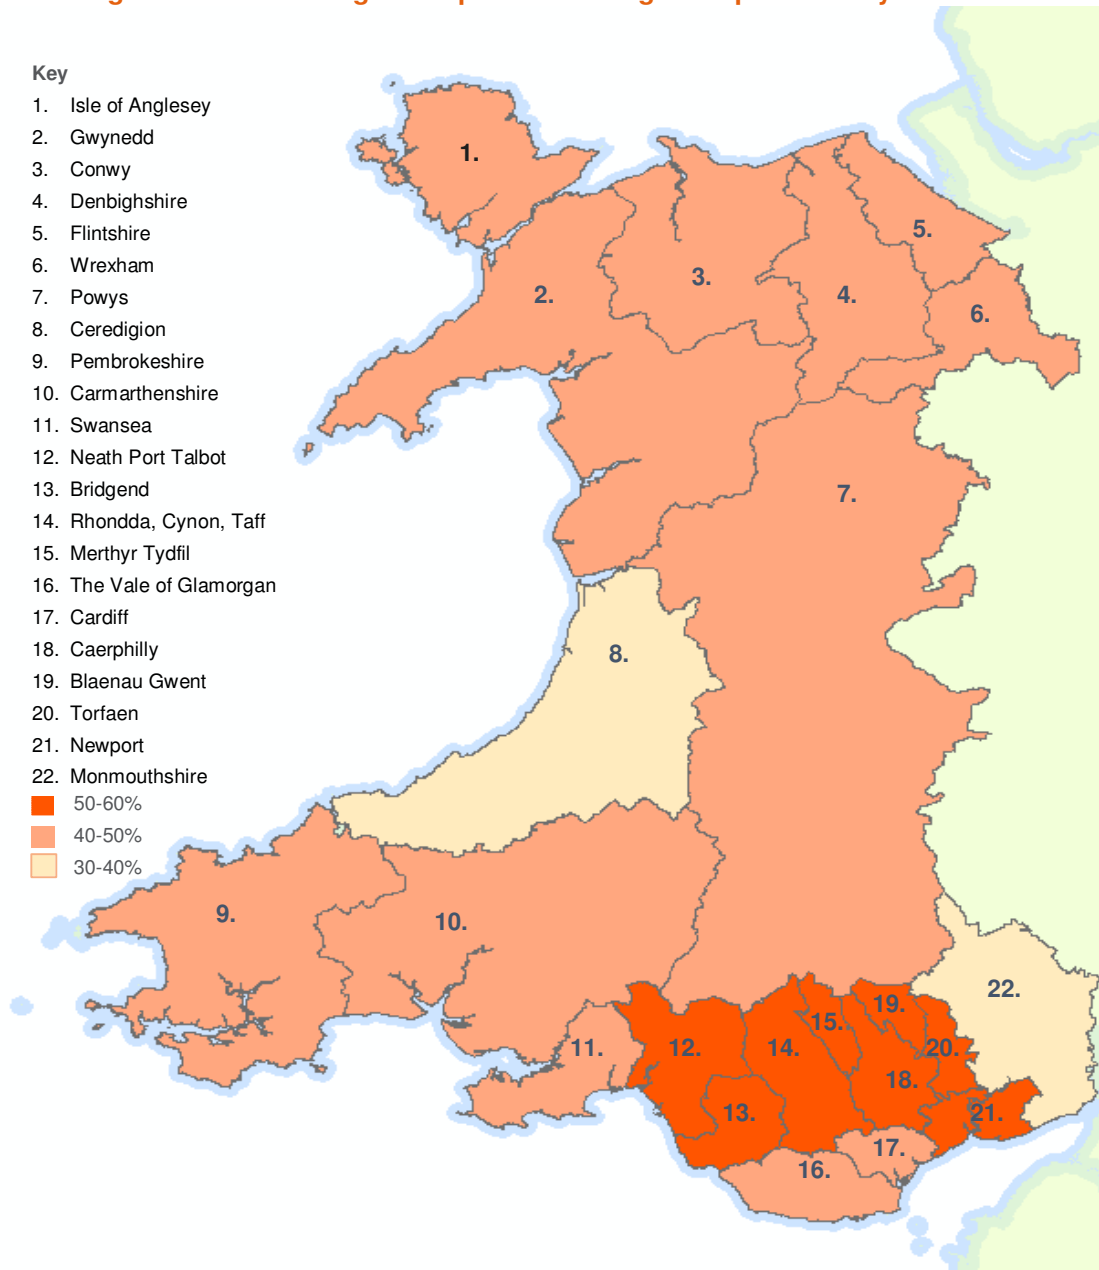 Key
1. Isle of Anglesey
2. Gwynedd
3. Conwy
4. Denbighshire
5. Flintshire
6. Wrexham
7. Powys
8. Ceredigion
9. Pembrokeshire
10. Carmarthenshire
11. Swansea
12. Neath Port Talbot
13. Bridgend
14. Rhondda, Cynon, Taff
15. Merthyr Tydfil
16. The Vale of Glamorgan
17. Cardiff
18. Caerphilly
19. Blaenau Gwent
20. Torfaen
21. Newport
22. Monmouthshire
50-60%
40-50%
30-40%
1.
5.
3.
2.
4.
6.
7.
8.
9.
10.
22.
19.
15.
11.
12.
14.
20.
18.
13.
21.
17.
16.